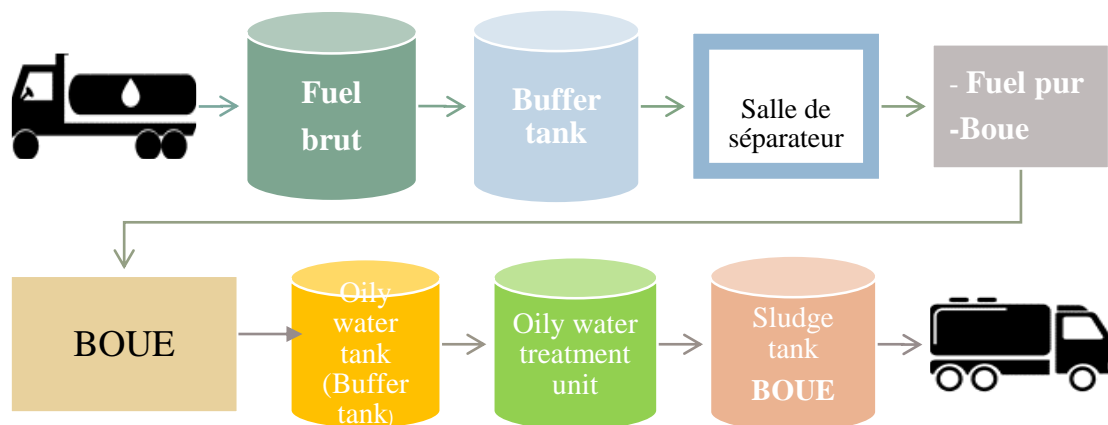 Fuel
brut
Buffer
tank
Salle de
séparateur
- Fuel pur
-Boue
BOUE
Oily
water
tank
(Buffer
tank)
Oily water
treatment
unit
Sludge
tank
BOUE